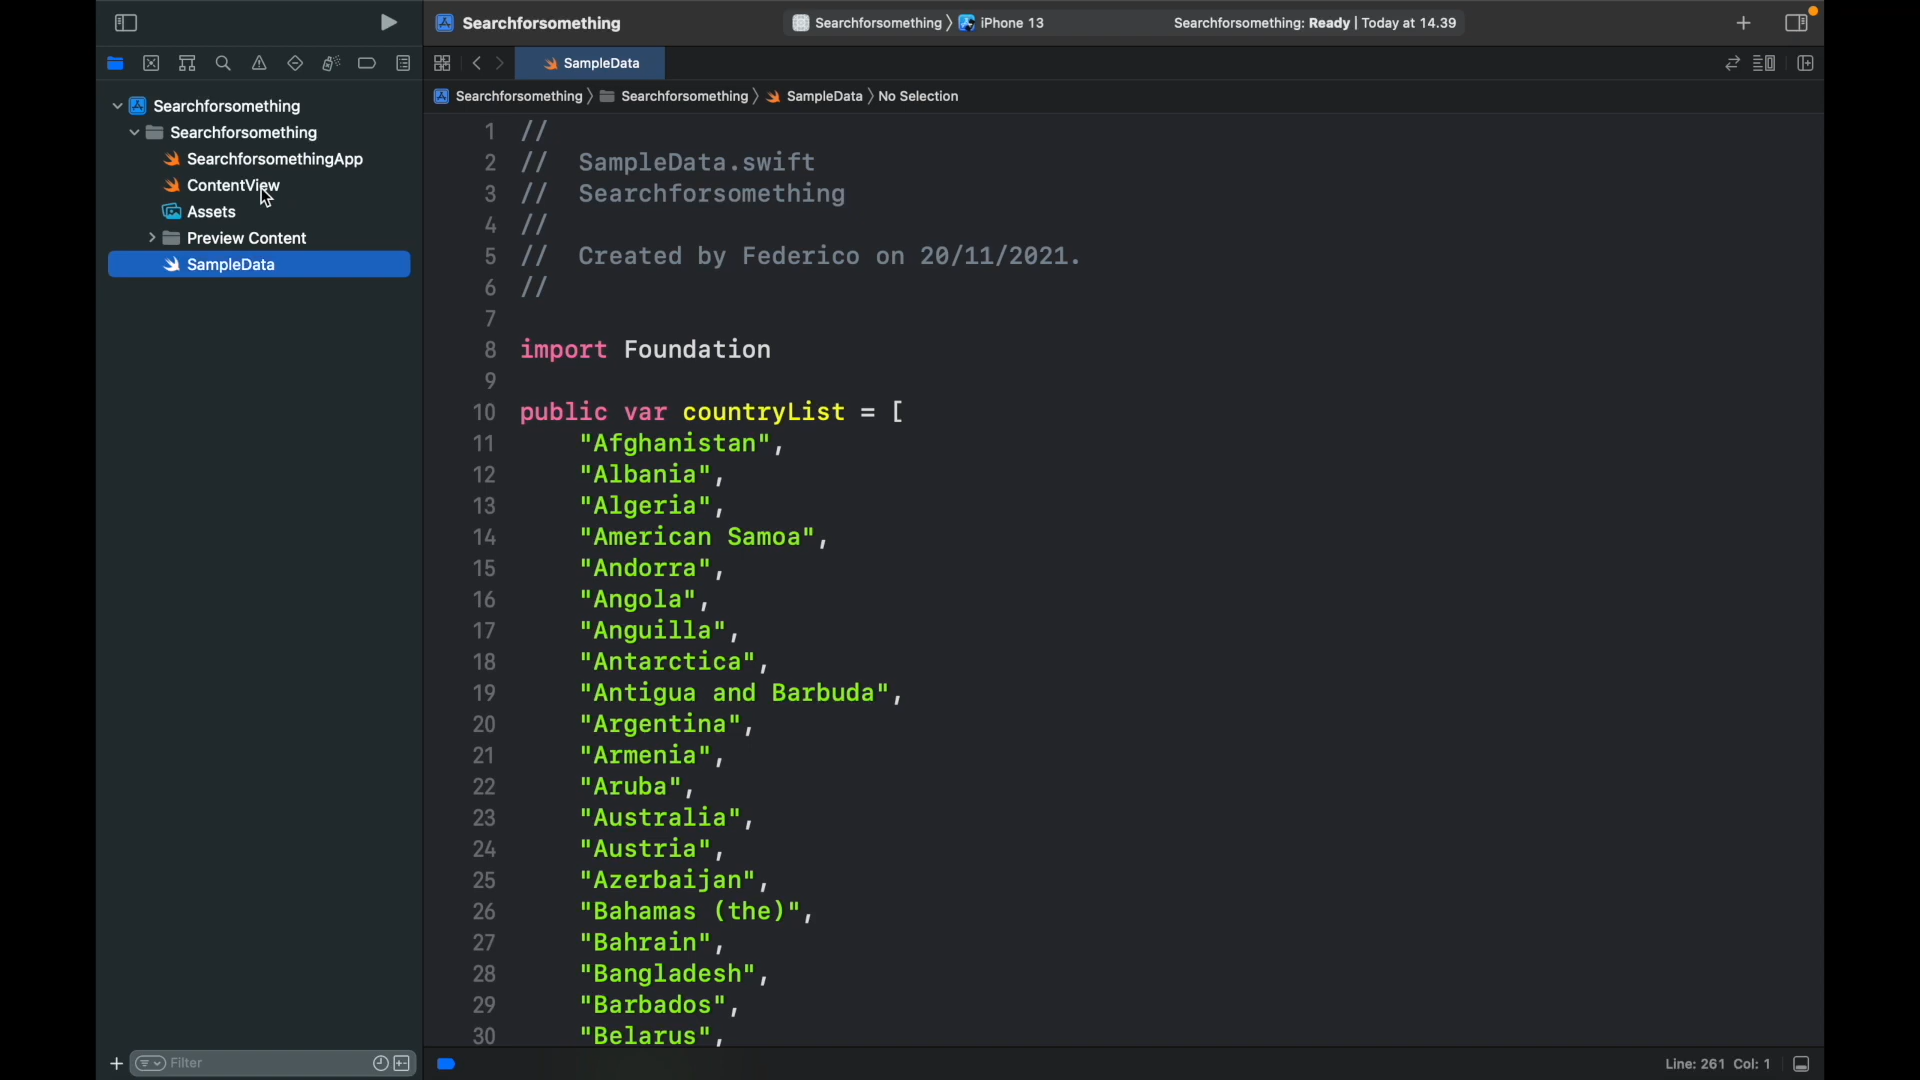 Searchforsomething
Searchforsomething 〉 iPhone 13
Searchforsomething: Ready | Today at 14.39
SampleData
Searchforsomething 〉 Searchforsomething 〉 SampleData 〉 No Selection
Searchforsomething
Searchforsomething
SearchforsomethingApp
ContentView
Assets
Preview Content
SampleData
Filter
1 //
2 //  SampleData.swift
3 //  Searchforsomething
4 //
5 //  Created by Federico on 20/11/2021.
6 //
7
8 import Foundation
9
10 public var countryList = [
11     "Afghanistan",
12     "Albania",
13     "Algeria",
14     "American Samoa",
15     "Andorra",
16     "Angola",
17     "Anguilla",
18     "Antarctica",
19     "Antigua and Barbuda",
20     "Argentina",
21     "Armenia",
22     "Aruba",
23     "Australia",
24     "Austria",
25     "Azerbaijan",
26     "Bahamas (the)",
27     "Bahrain",
28     "Bangladesh",
29     "Barbados",
30     "Belarus",
Line: 261 Col: 1